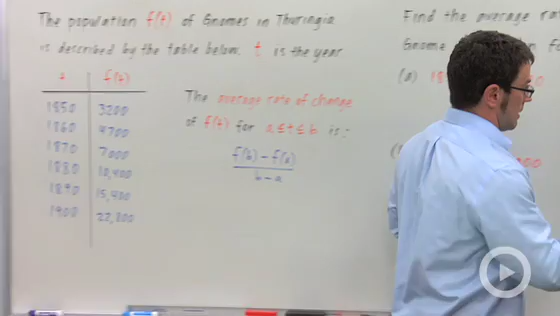 The population f(t) of Gnomes in Thuringia
is described by the table below. t is the year.
t f(t)
1850 3200
1860 4700
1870 7000
1880 10,400
1890 15,400
1900 22,800
The average rate of change
of f(t) for a ≤ t ≤ b is:
f(b) - f(a)
b - a
Find the average rat
Gnome
(a) 18